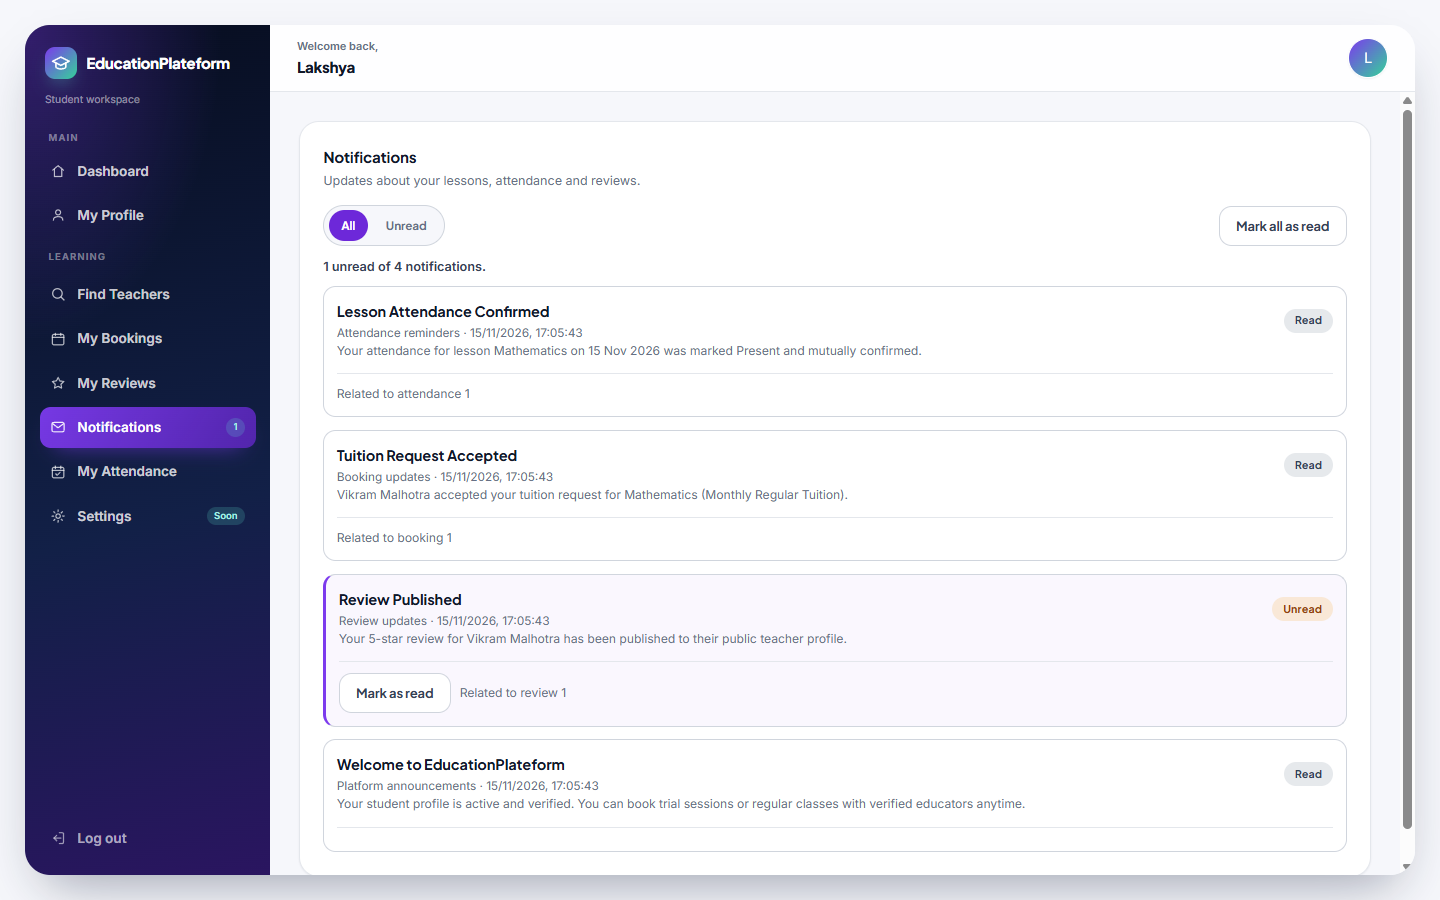 EducationPlateform
Student workspace
MAIN
Dashboard
My Profile
LEARNING
Find Teachers
My Bookings
My Reviews
Notifications 1
My Attendance
Settings Soon
Log out
Welcome back,
Lakshya
L
Notifications
Updates about your lessons, attendance and reviews.
All Unread
Mark all as read
1 unread of 4 notifications.
Lesson Attendance Confirmed
Read
Attendance reminders · 15/11/2026, 17:05:43
Your attendance for lesson Mathematics on 15 Nov 2026 was marked Present and mutually confirmed.
Related to attendance 1
Tuition Request Accepted
Read
Booking updates · 15/11/2026, 17:05:43
Vikram Malhotra accepted your tuition request for Mathematics (Monthly Regular Tuition).
Related to booking 1
Review Published
Unread
Review updates · 15/11/2026, 17:05:43
Your 5-star review for Vikram Malhotra has been published to their public teacher profile.
Mark as read Related to review 1
Welcome to EducationPlateform
Read
Platform announcements · 15/11/2026, 17:05:43
Your student profile is active and verified. You can book trial sessions or regular classes with verified educators anytime.